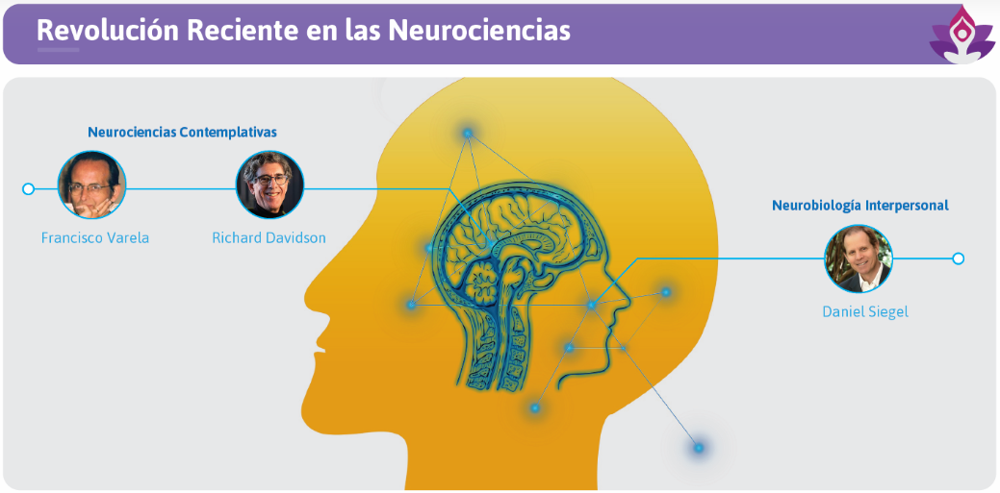 Revolución Reciente en las Neurociencias
Neurociencias Contemplativas
Francisco Varela
Richard Davidson
Neurobiología Interpersonal
Daniel Siegel